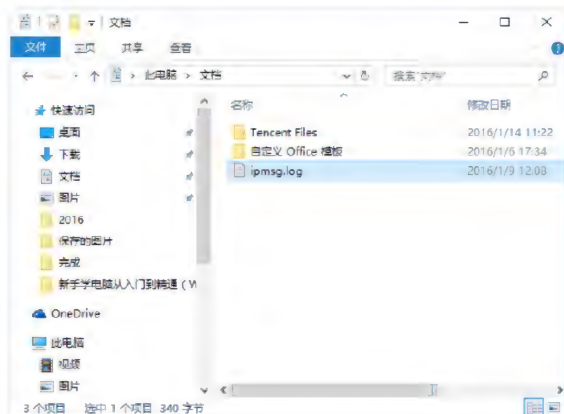 文档
文件 主页 共享 查看
此电脑 > 文档 搜索"文档"
快速访问
桌面
下载
文档
图片
2016
保存的图片
完成
新手学电脑从入门到精通（W
OneDrive
此电脑
视频
图片
名称 修改日期
Tencent Files 2016/1/14 11:22
自定义 Office 模板 2016/1/6 17:34
ipmsg.log 2016/1/9 12:08
3 个项目 选中 1 个项目 340 字节